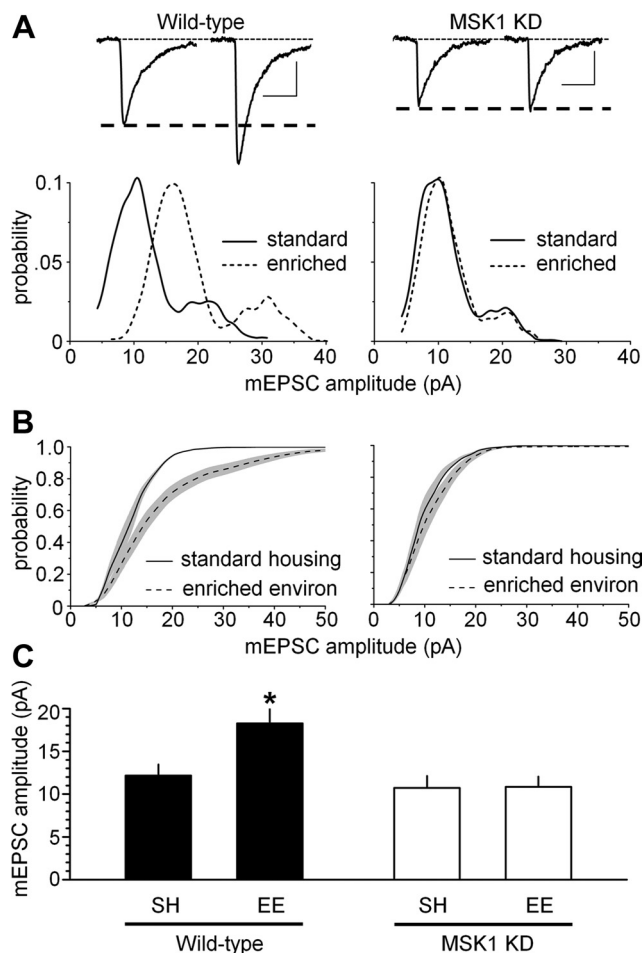 A
Wild-type
MSK1 KD
probability
0.1
.05
0
standard
enriched
standard
enriched
0 10 20 30 40
0 10 20 30 40
mEPSC amplitude (pA)
B
probability
1.0
0.8
0.6
0.4
0.2
0
standard housing
enriched environ
standard housing
enriched environ
10 20 30 40 50
10 20 30 40 50
mEPSC amplitude (pA)
C
mEPSC amplitude (pA)
20
15
10
5
0
*
SH EE SH EE
Wild-type MSK1 KD